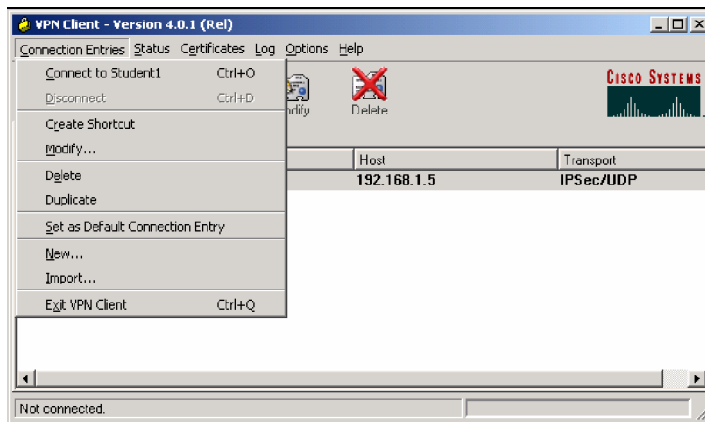 VPN Client - Version 4.0.1 (Rel)
Connection Entries Status Certificates Log Options Help
Connect to Student1 Ctrl+O
Disconnect Ctrl+D
Create Shortcut
Modify...
Delete
Duplicate
Set as Default Connection Entry
New...
Import...
Exit VPN Client Ctrl+Q
Delete
CISCO SYSTEMS
Host Transport
192.168.1.5 IPSec/UDP
Not connected.